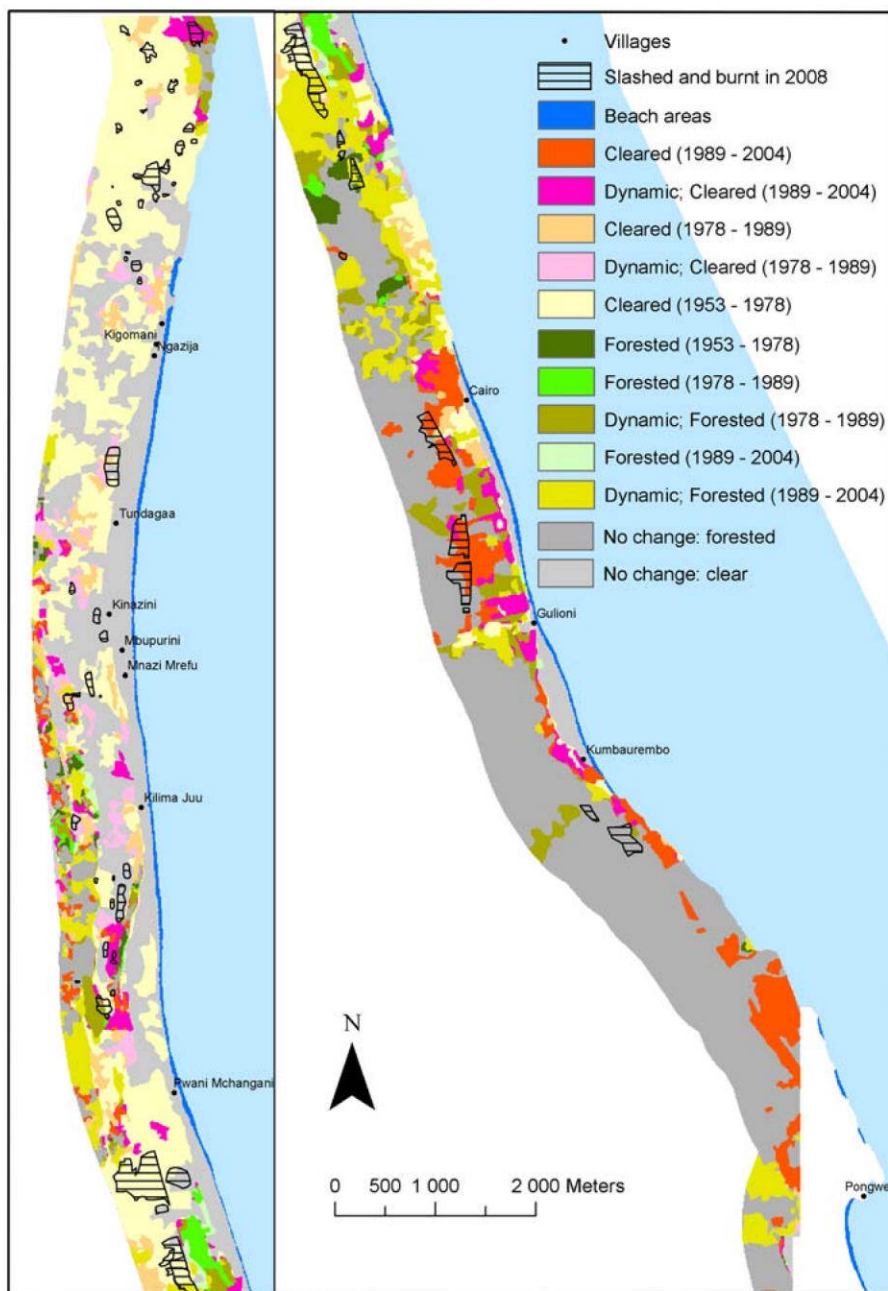 Kigomani
Ngazija
Tundagaa
Kinazini
Mbupurini
Mnazi Mrefu
Kilima Juu
Pwani Mchangani
Villages
Slashed and burnt in 2008
Beach areas
Cleared (1989 - 2004)
Dynamic; Cleared (1989 - 2004)
Cleared (1978 - 1989)
Dynamic; Cleared (1978 - 1989)
Cleared (1953 - 1978)
Forested (1953 - 1978)
Forested (1978 - 1989)
Dynamic; Forested (1978 - 1989)
Forested (1989 - 2004)
Dynamic; Forested (1989 - 2004)
No change: forested
No change: clear
Cairo
Gulioni
Kumbaurembo
Pongwe
N
0 500 1 000 2 000 Meters